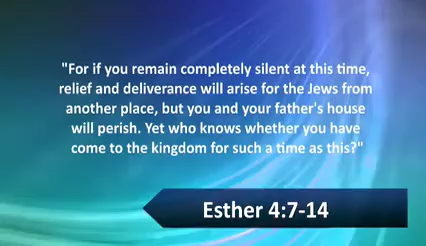 "For if you remain completely silent at this time,
relief and deliverance will arise for the Jews from
another place, but you and your father's house
will perish. Yet who knows whether you have
come to the kingdom for such a time as this?"
Esther 4:7-14